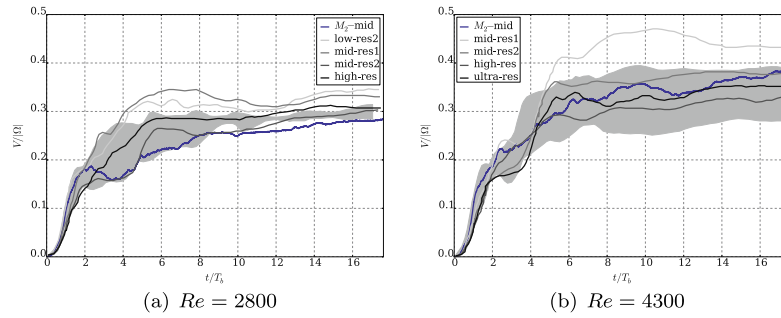 0.5
0.4
0.3
0.2
0.1
0.0
V/|Ω|
M₂−mid
low-res2
mid-res1
mid-res2
high-res
0 2 4 6 8 10 12 14 16
t/T_b
(a) Re = 2800
0.5
0.4
0.3
0.2
0.1
0.0
V/|Ω|
M₂−mid
mid-res1
mid-res2
high-res
ultra-res
0 2 4 6 8 10 12 14 16
t/T_b
(b) Re = 4300